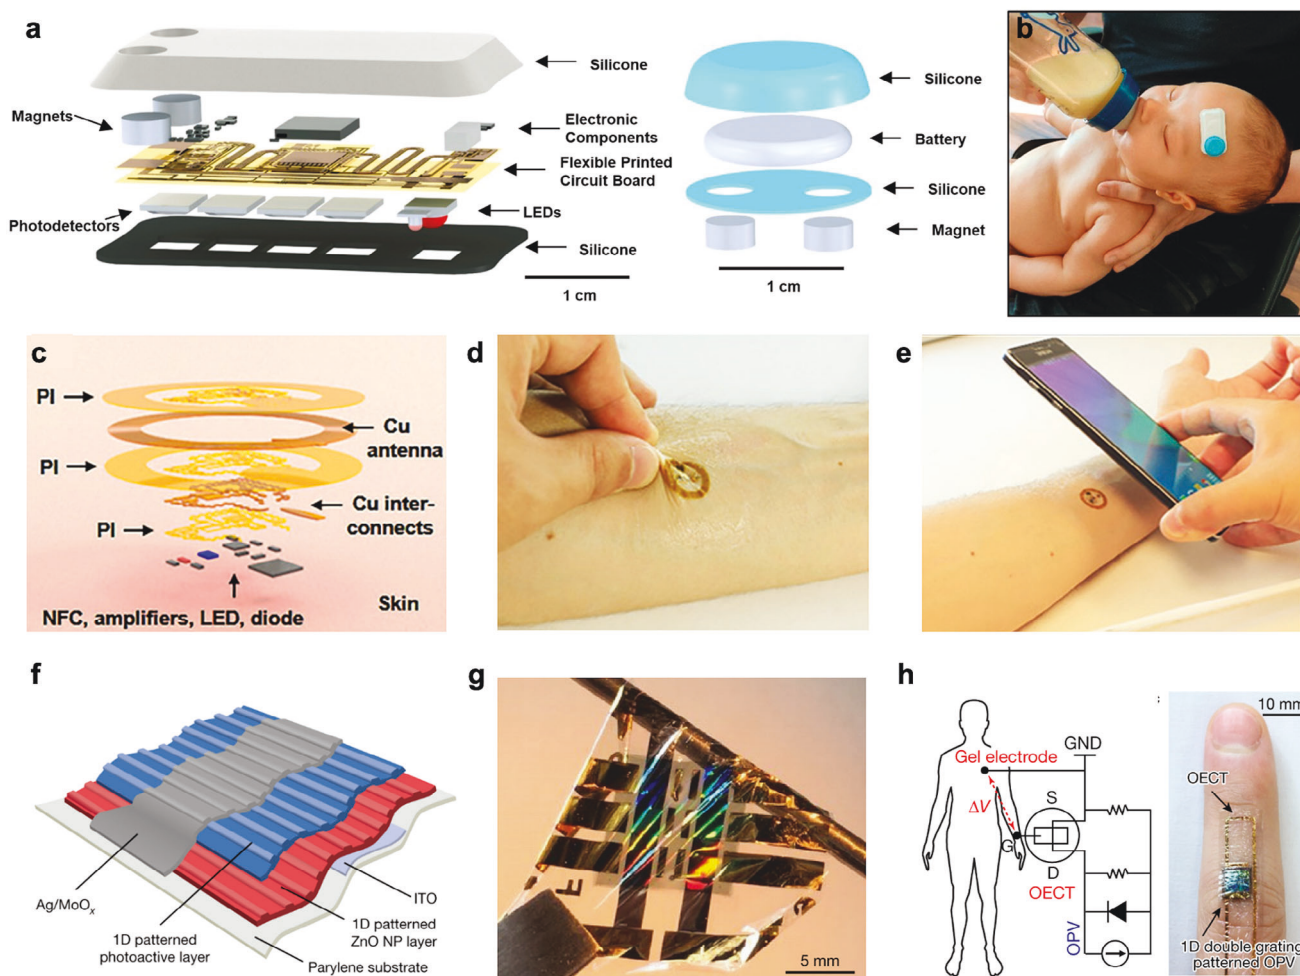 a
Silicone
Magnets
Electronic
Components
Flexible Printed
Circuit Board
Photodetectors
LEDs
Silicone
1 cm
Silicone
Battery
Silicone
Magnet
1 cm
b
c
PI
Cu
antenna
PI
Cu inter-
connects
PI
NFC, amplifiers, LED, diode
Skin
d
e
f
Ag/MoOₓ
1D patterned
photoactive layer
ITO
1D patterned
ZnO NP layer
Parylene substrate
g
5 mm
h
Gel electrode
GND
ΔV
S
G
D
OECT
OPV
10 mm
OECT
1D double grating
patterned OPV